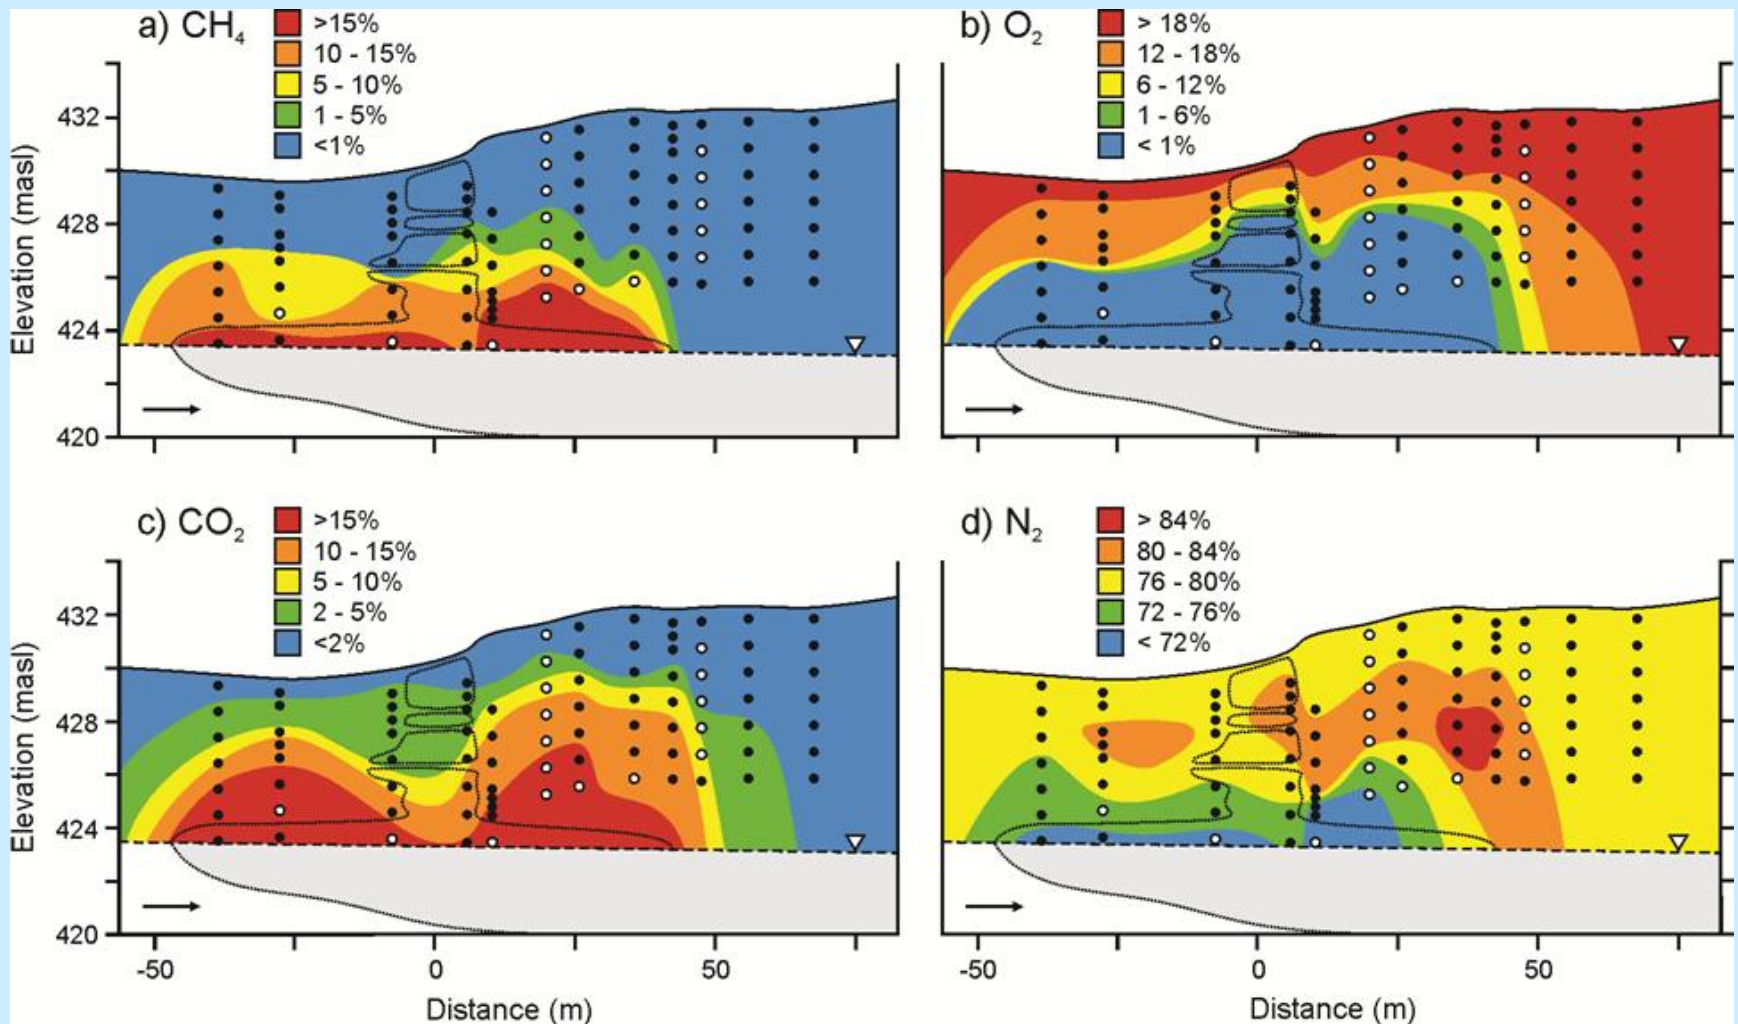 a) CH₄
>15%
10 - 15%
5 - 10%
1 - 5%
<1%
b) O₂
> 18%
12 - 18%
6 - 12%
1 - 6%
< 1%
Elevation (masl)
432
428
424
420
c) CO₂
>15%
10 - 15%
5 - 10%
2 - 5%
<2%
d) N₂
> 84%
80 - 84%
76 - 80%
72 - 76%
< 72%
Elevation (masl)
432
428
424
420
-50 0 50
Distance (m)
-50 0 50
Distance (m)